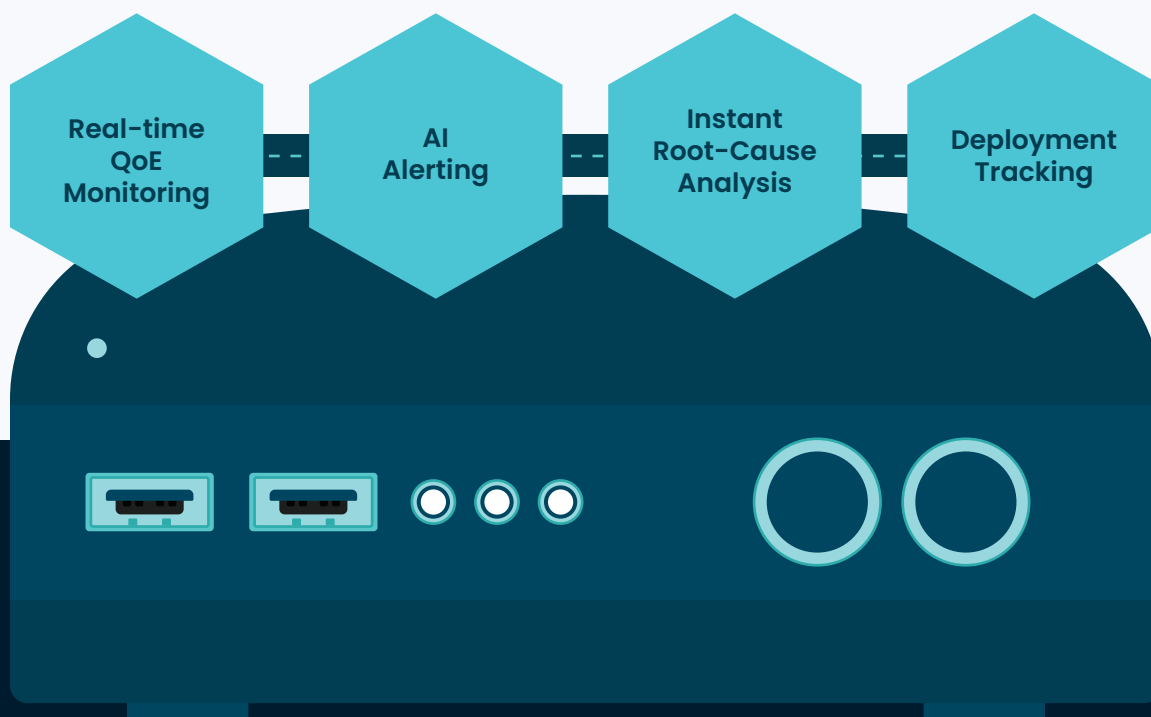 Real-time
QoE
Monitoring
AI
Alerting
Instant
Root-Cause
Analysis
Deployment
Tracking